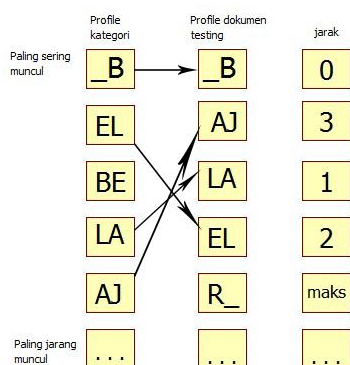 Profile
kategori
Profile dokumen
testing
jarak
Paling sering
muncul
_B _B 0
EL AJ 3
BE LA 1
LA EL 2
AJ R_ maks
Paling jarang
muncul
... ... ...